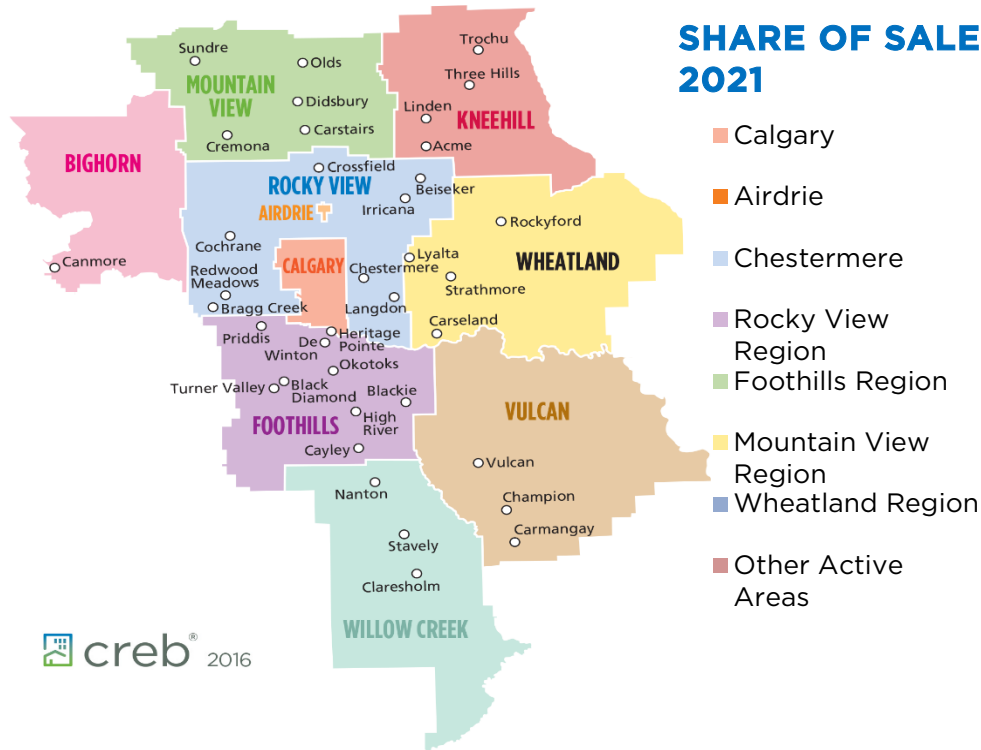 SHARE OF SALE
2021
Calgary
Airdrie
Chestermere
Rocky View
Region
Foothills Region
Mountain View
Region
Wheatland Region
Other Active
Areas
Sundre
Olds
MOUNTAIN
VIEW
Didsbury
Carstairs
Cremona
Trochu
Three Hills
Linden
KNEEHILL
Acme
BIGHORN
Canmore
Crossfield
ROCKY VIEW
Beiseker
Irricana
AIRDRIE
Cochrane
Redwood
Meadows
Bragg Creek
CALGARY
Chestermere
Langdon
Rockyford
Lyalta
WHEATLAND
Strathmore
Carseland
Priddis
De
Winton
Heritage
Pointe
Okotoks
Turner Valley
Black
Diamond
Blackie
FOOTHILLS
High
River
Cayley
VULCAN
Vulcan
Champion
Carmangay
Nanton
Stavely
Claresholm
WILLOW CREEK
creb® 2016